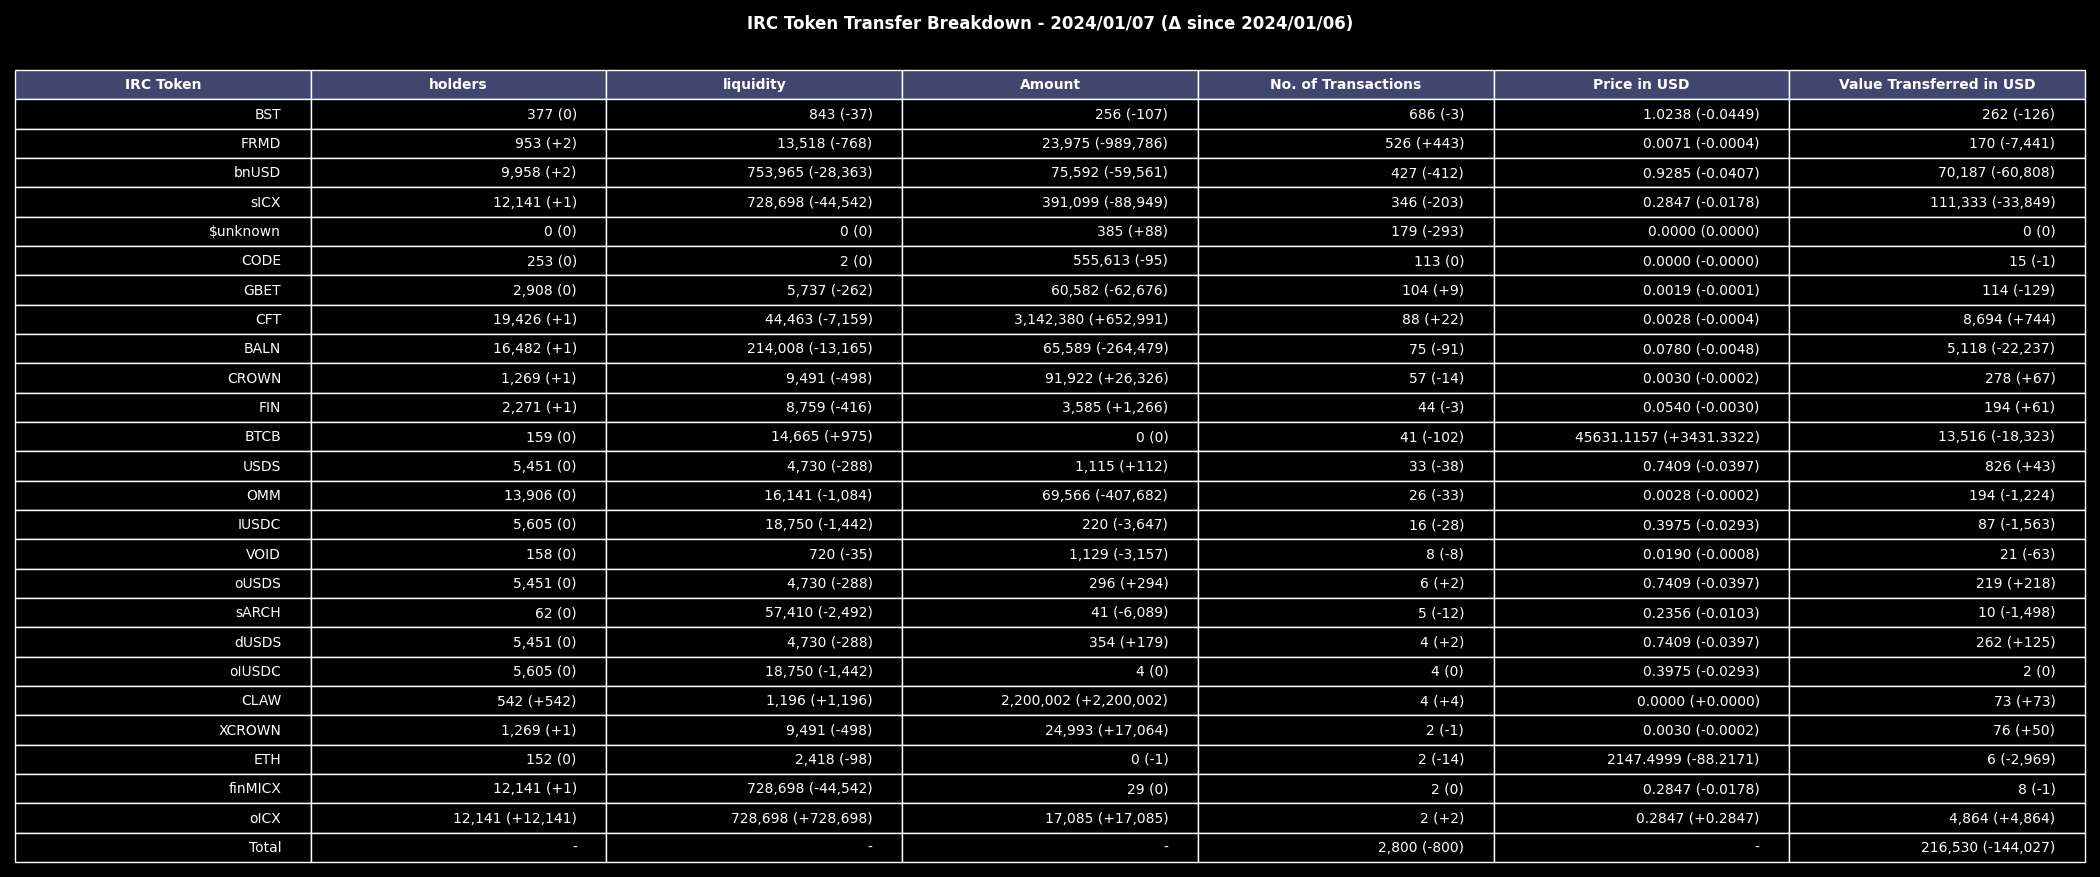 IRC Token Transfer Breakdown - 2024/01/07 (Δ since 2024/01/06)
IRC Token holders liquidity Amount No. of Transactions Price in USD Value Transferred in USD
BST 377 (0) 843 (-37) 256 (-107) 686 (-3) 1.0238 (-0.0449) 262 (-126)
FRMD 953 (+2) 13,518 (-768) 23,975 (-989,786) 526 (+443) 0.0071 (-0.0004) 170 (-7,441)
bnUSD 9,958 (+2) 753,965 (-28,363) 75,592 (-59,561) 427 (-412) 0.9285 (-0.0407) 70,187 (-60,808)
sICX 12,141 (+1) 728,698 (-44,542) 391,099 (-88,949) 346 (-203) 0.2847 (-0.0178) 111,333 (-33,849)
$unknown 0 (0) 0 (0) 385 (+88) 179 (-293) 0.0000 (0.0000) 0 (0)
CODE 253 (0) 2 (0) 555,613 (-95) 113 (0) 0.0000 (-0.0000) 15 (-1)
GBET 2,908 (0) 5,737 (-262) 60,582 (-62,676) 104 (+9) 0.0019 (-0.0001) 114 (-129)
CFT 19,426 (+1) 44,463 (-7,159) 3,142,380 (+652,991) 88 (+22) 0.0028 (-0.0004) 8,694 (+744)
BALN 16,482 (+1) 214,008 (-13,165) 65,589 (-264,479) 75 (-91) 0.0780 (-0.0048) 5,118 (-22,237)
CROWN 1,269 (+1) 9,491 (-498) 91,922 (+26,326) 57 (-14) 0.0030 (-0.0002) 278 (+67)
FIN 2,271 (+1) 8,759 (-416) 3,585 (+1,266) 44 (-3) 0.0540 (-0.0030) 194 (+61)
BTCB 159 (0) 14,665 (+975) 0 (0) 41 (-102) 45631.1157 (+3431.3322) 13,516 (-18,323)
USDS 5,451 (0) 4,730 (-288) 1,115 (+112) 33 (-38) 0.7409 (-0.0397) 826 (+43)
OMM 13,906 (0) 16,141 (-1,084) 69,566 (-407,682) 26 (-33) 0.0028 (-0.0002) 194 (-1,224)
IUSDC 5,605 (0) 18,750 (-1,442) 220 (-3,647) 16 (-28) 0.3975 (-0.0293) 87 (-1,563)
VOID 158 (0) 720 (-35) 1,129 (-3,157) 8 (-8) 0.0190 (-0.0008) 21 (-63)
oUSDS 5,451 (0) 4,730 (-288) 296 (+294) 6 (+2) 0.7409 (-0.0397) 219 (+218)
sARCH 62 (0) 57,410 (-2,492) 41 (-6,089) 5 (-12) 0.2356 (-0.0103) 10 (-1,498)
dUSDS 5,451 (0) 4,730 (-288) 354 (+179) 4 (+2) 0.7409 (-0.0397) 262 (+125)
oIUSDC 5,605 (0) 18,750 (-1,442) 4 (0) 4 (0) 0.3975 (-0.0293) 2 (0)
CLAW 542 (+542) 1,196 (+1,196) 2,200,002 (+2,200,002) 4 (+4) 0.0000 (+0.0000) 73 (+73)
XCROWN 1,269 (+1) 9,491 (-498) 24,993 (+17,064) 2 (-1) 0.0030 (-0.0002) 76 (+50)
ETH 152 (0) 2,418 (-98) 0 (-1) 2 (-14) 2147.4999 (-88.2171) 6 (-2,969)
finMICX 12,141 (+1) 728,698 (-44,542) 29 (0) 2 (0) 0.2847 (-0.0178) 8 (-1)
oICX 12,141 (+12,141) 728,698 (+728,698) 17,085 (+17,085) 2 (+2) 0.2847 (+0.2847) 4,864 (+4,864)
Total - - - 2,800 (-800) - 216,530 (-144,027)